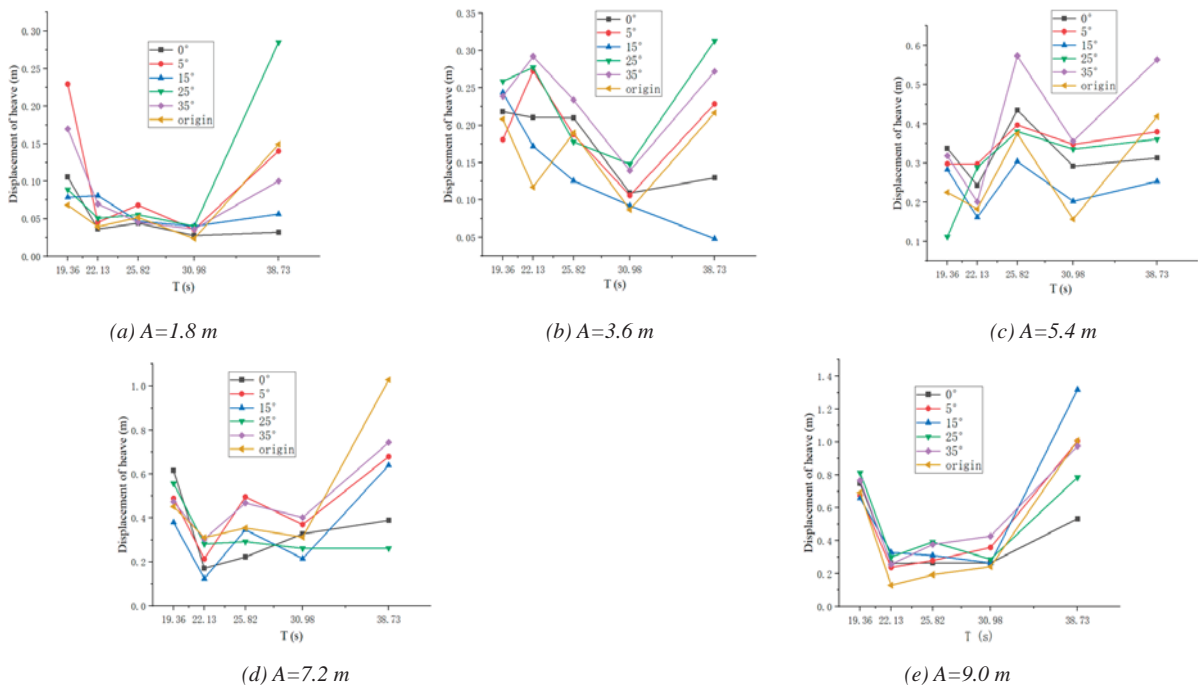 Displacement of heave (m)
0.30
0.25
0.20
0.15
0.10
0.05
0.00
0°
5°
15°
25°
35°
origin
19.36 22.13 25.82 30.98 38.73
T (s)
(a) A=1.8 m
Displacement of heave (m)
0.35
0.30
0.25
0.20
0.15
0.10
0.05
0°
5°
15°
25°
35°
origin
19.36 22.13 25.82 30.98 38.73
T (s)
(b) A=3.6 m
Displacement of heave (m)
0.6
0.5
0.4
0.3
0.2
0.1
0°
5°
15°
25°
35°
origin
19.36 22.13 25.82 30.98 38.73
T (s)
(c) A=5.4 m
Displacement of heave (m)
1.0
0.8
0.6
0.4
0.2
0.0
0°
5°
15°
25°
35°
origin
19.36 22.13 25.82 30.98 38.73
T (s)
(d) A=7.2 m
Displacement of heave (m)
1.4
1.2
1.0
0.8
0.6
0.4
0.2
0.0
0°
5°
15°
25°
35°
origin
19.36 22.13 25.82 30.98 38.73
T (s)
(e) A=9.0 m